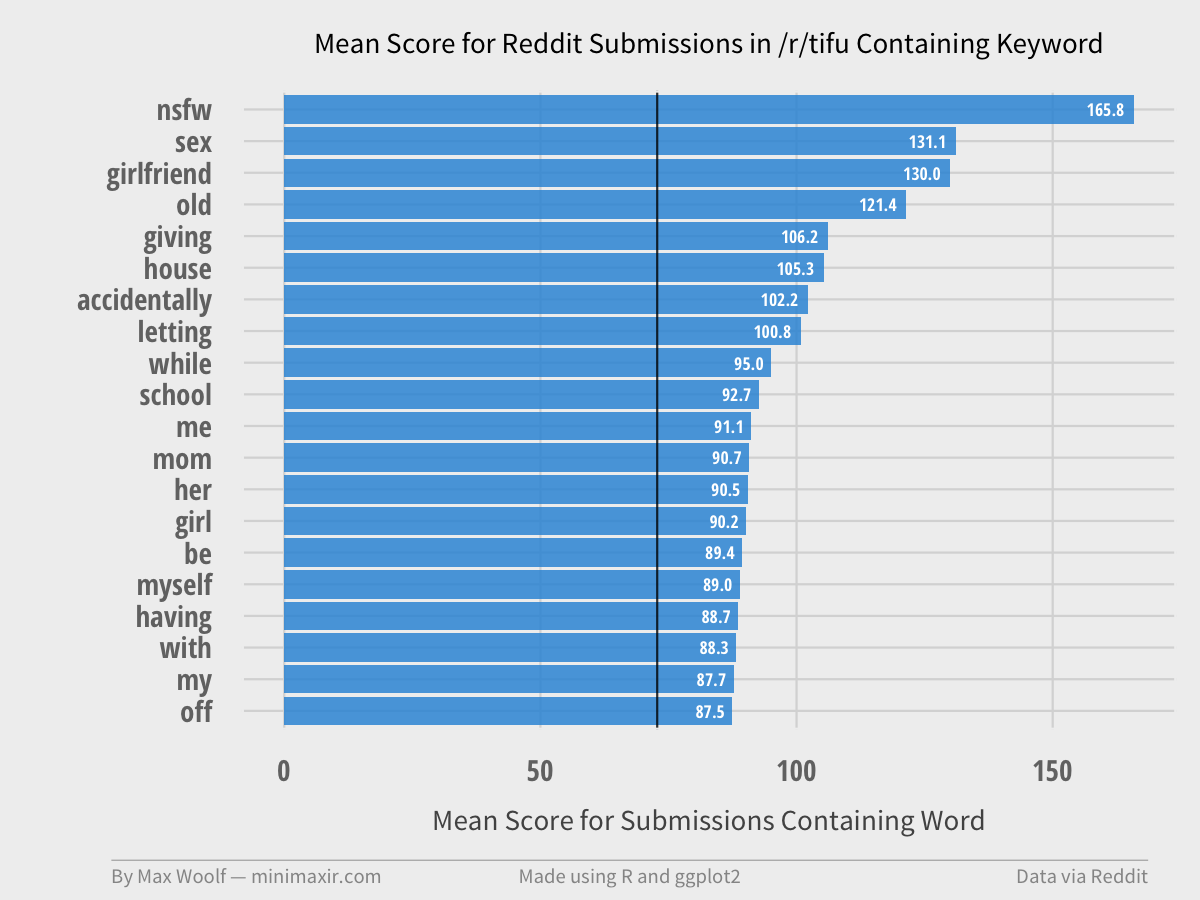 Mean Score for Reddit Submissions in /r/tifu Containing Keyword
nsfw 165.8
sex 131.1
girlfriend 130.0
old 121.4
giving 106.2
house 105.3
accidentally 102.2
letting 100.8
while 95.0
school 92.7
me 91.1
mom 90.7
her 90.5
girl 90.2
be 89.4
myself 89.0
having 88.7
with 88.3
my 87.7
off 87.5
0 50 100 150
Mean Score for Submissions Containing Word
By Max Woolf — minimaxir.com Made using R and ggplot2 Data via Reddit